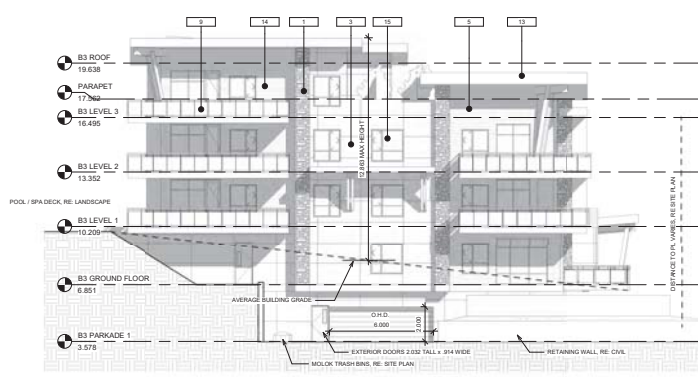 9 14 1 3 15 5 13
B3 ROOF
19.638
PARAPET
17.562
B3 LEVEL 3
16.495
12.863 MAX HEIGHT
B3 LEVEL 2
13.352
DISTANCE TO PL VARIES, RE SITE PLAN
POOL / SPA DECK, RE: LANDSCAPE
B3 LEVEL 1
10.209
B3 GROUND FLOOR
6.851
AVERAGE BUILDING GRADE
O.H.D.
6.000
2.000
B3 PARKADE 1
3.578
EXTERIOR DOORS 2.032 TALL x .914 WIDE
RETAINING WALL, RE: CIVIL
MOLOK TRASH BINS, RE: SITE PLAN